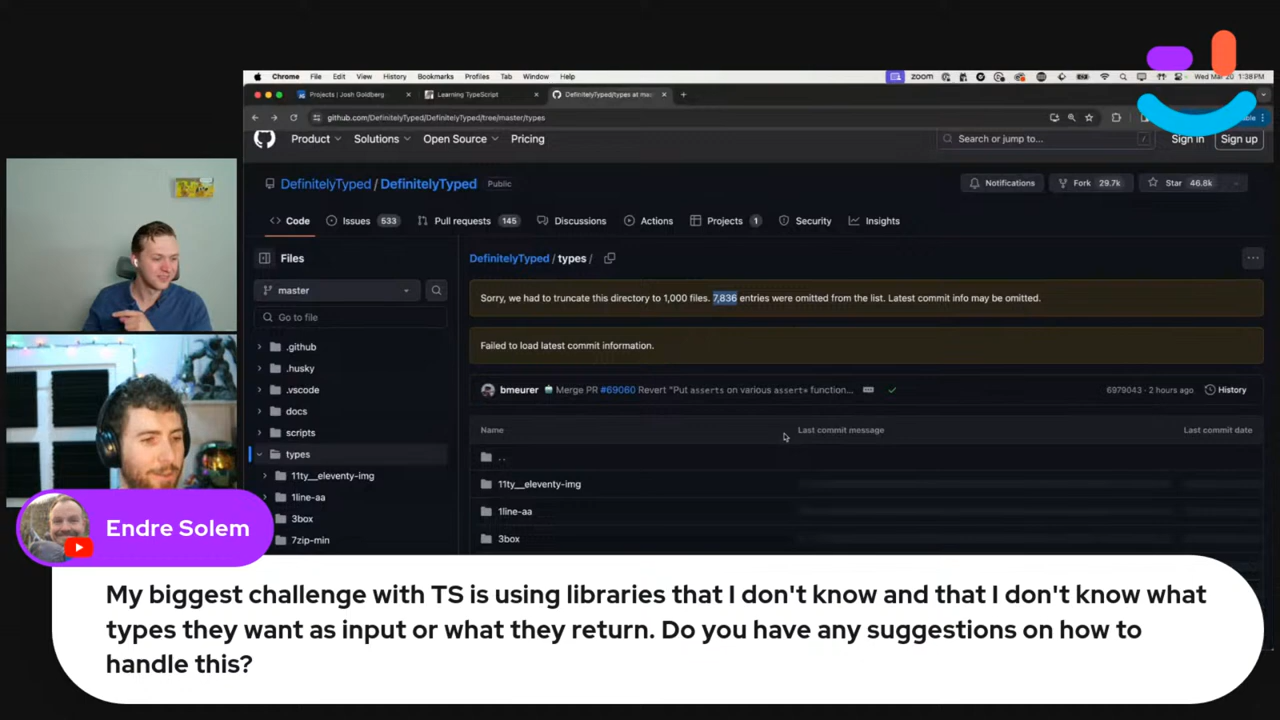 Chrome File Edit View History Bookmarks Profiles Tab Window Help
zoom
Wed Mar 20 1:38 PM
Projects | Josh Goldberg
Learning TypeScript
DefinitelyTyped/types at mas
github.com/DefinitelyTyped/DefinitelyTyped/tree/master/types
Product Solutions Open Source Pricing
Search or jump to...
/
Sign in
Sign up
DefinitelyTyped / DefinitelyTyped Public
Notifications
Fork 29.7k
Star 46.8k
Code
Issues 533
Pull requests 145
Discussions
Actions
Projects 1
Security
Insights
Files
master
Go to file
.github
.husky
.vscode
docs
scripts
types
11ty__eleventy-img
1line-aa
3box
7zip-min
DefinitelyTyped / types /
Sorry, we had to truncate this directory to 1,000 files. 7,836 entries were omitted from the list. Latest commit info may be omitted.
Failed to load latest commit information.
bmeurer Merge PR #69060 Revert "Put asserts on various assert* function...
6979043 · 2 hours ago
History
Name
Last commit message
Last commit date
..
11ty__eleventy-img
1line-aa
3box
Endre Solem
My biggest challenge with TS is using libraries that I don't know and that I don't know what
types they want as input or what they return. Do you have any suggestions on how to
handle this?